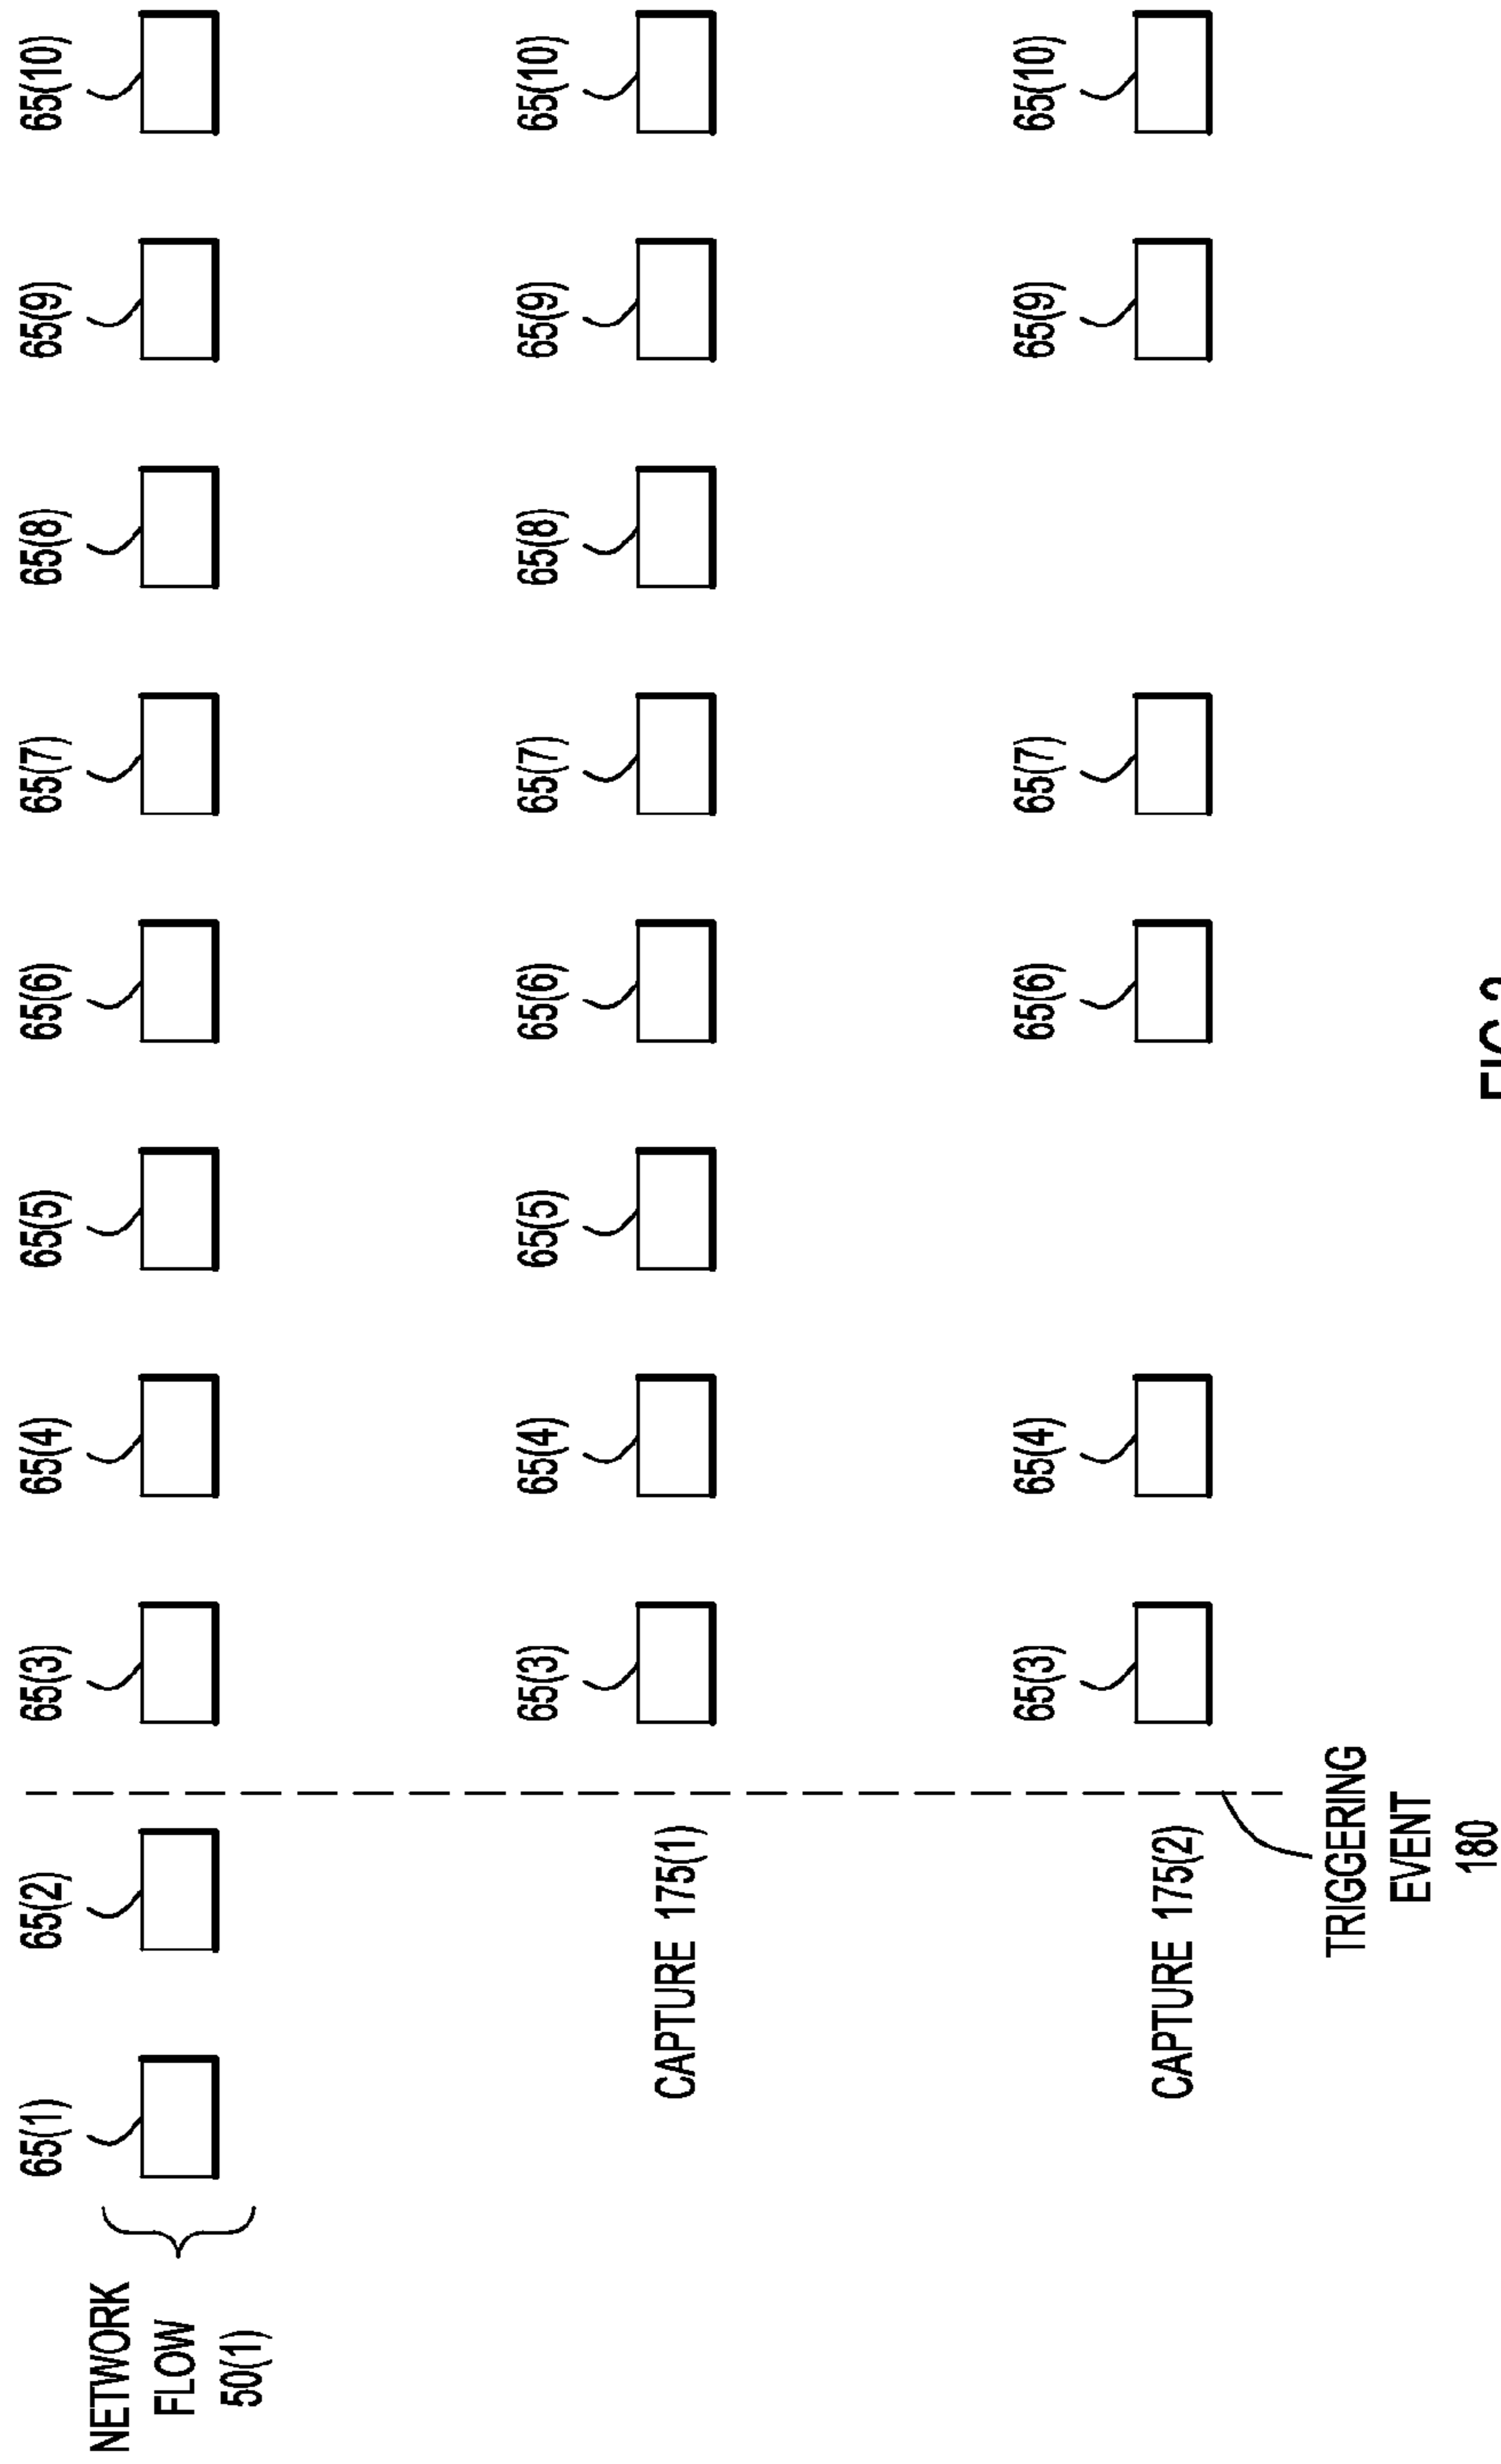 65(1) 65(2) 65(3) 65(4) 65(5) 65(6) 65(7) 65(8) 65(9) 65(10)
NETWORK
FLOW
50(1)
65(3) 65(4) 65(5) 65(6) 65(7) 65(8) 65(9) 65(10)
CAPTURE 175(1)
65(3) 65(4) 65(6) 65(7) 65(9) 65(10)
CAPTURE 175(2)
TRIGGERING
EVENT
180
FIG